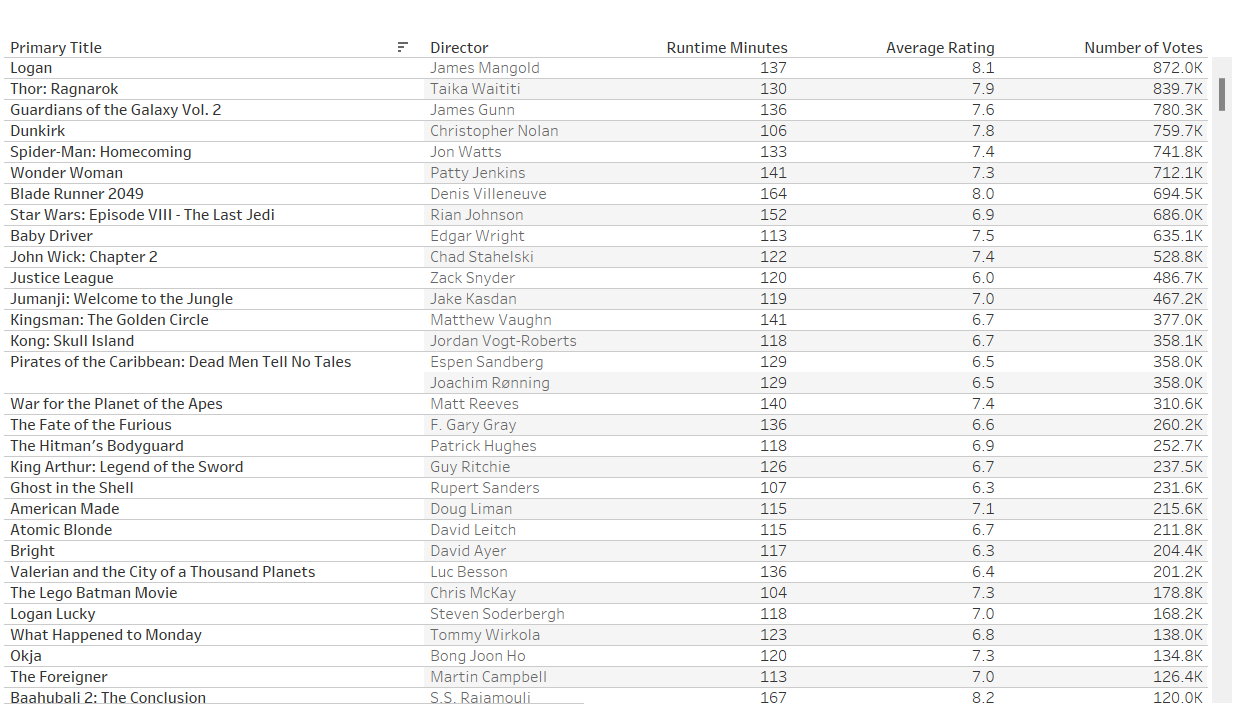 Primary Title Director Runtime Minutes Average Rating Number of Votes
Logan James Mangold 137 8.1 872.0K
Thor: Ragnarok Taika Waititi 130 7.9 839.7K
Guardians of the Galaxy Vol. 2 James Gunn 136 7.6 780.3K
Dunkirk Christopher Nolan 106 7.8 759.7K
Spider-Man: Homecoming Jon Watts 133 7.4 741.8K
Wonder Woman Patty Jenkins 141 7.3 712.1K
Blade Runner 2049 Denis Villeneuve 164 8.0 694.5K
Star Wars: Episode VIII - The Last Jedi Rian Johnson 152 6.9 686.0K
Baby Driver Edgar Wright 113 7.5 635.1K
John Wick: Chapter 2 Chad Stahelski 122 7.4 528.8K
Justice League Zack Snyder 120 6.0 486.7K
Jumanji: Welcome to the Jungle Jake Kasdan 119 7.0 467.2K
Kingsman: The Golden Circle Matthew Vaughn 141 6.7 377.0K
Kong: Skull Island Jordan Vogt-Roberts 118 6.7 358.1K
Pirates of the Caribbean: Dead Men Tell No Tales Espen Sandberg 129 6.5 358.0K
Joachim Rønning 129 6.5 358.0K
War for the Planet of the Apes Matt Reeves 140 7.4 310.6K
The Fate of the Furious F. Gary Gray 136 6.6 260.2K
The Hitman's Bodyguard Patrick Hughes 118 6.9 252.7K
King Arthur: Legend of the Sword Guy Ritchie 126 6.7 237.5K
Ghost in the Shell Rupert Sanders 107 6.3 231.6K
American Made Doug Liman 115 7.1 215.6K
Atomic Blonde David Leitch 115 6.7 211.8K
Bright David Ayer 117 6.3 204.4K
Valerian and the City of a Thousand Planets Luc Besson 136 6.4 201.2K
The Lego Batman Movie Chris McKay 104 7.3 178.8K
Logan Lucky Steven Soderbergh 118 7.0 168.2K
What Happened to Monday Tommy Wirkola 123 6.8 138.0K
Okja Bong Joon Ho 120 7.3 134.8K
The Foreigner Martin Campbell 113 7.0 126.4K
Baahubali 2: The Conclusion S.S. Rajamouli 167 8.2 120.0K